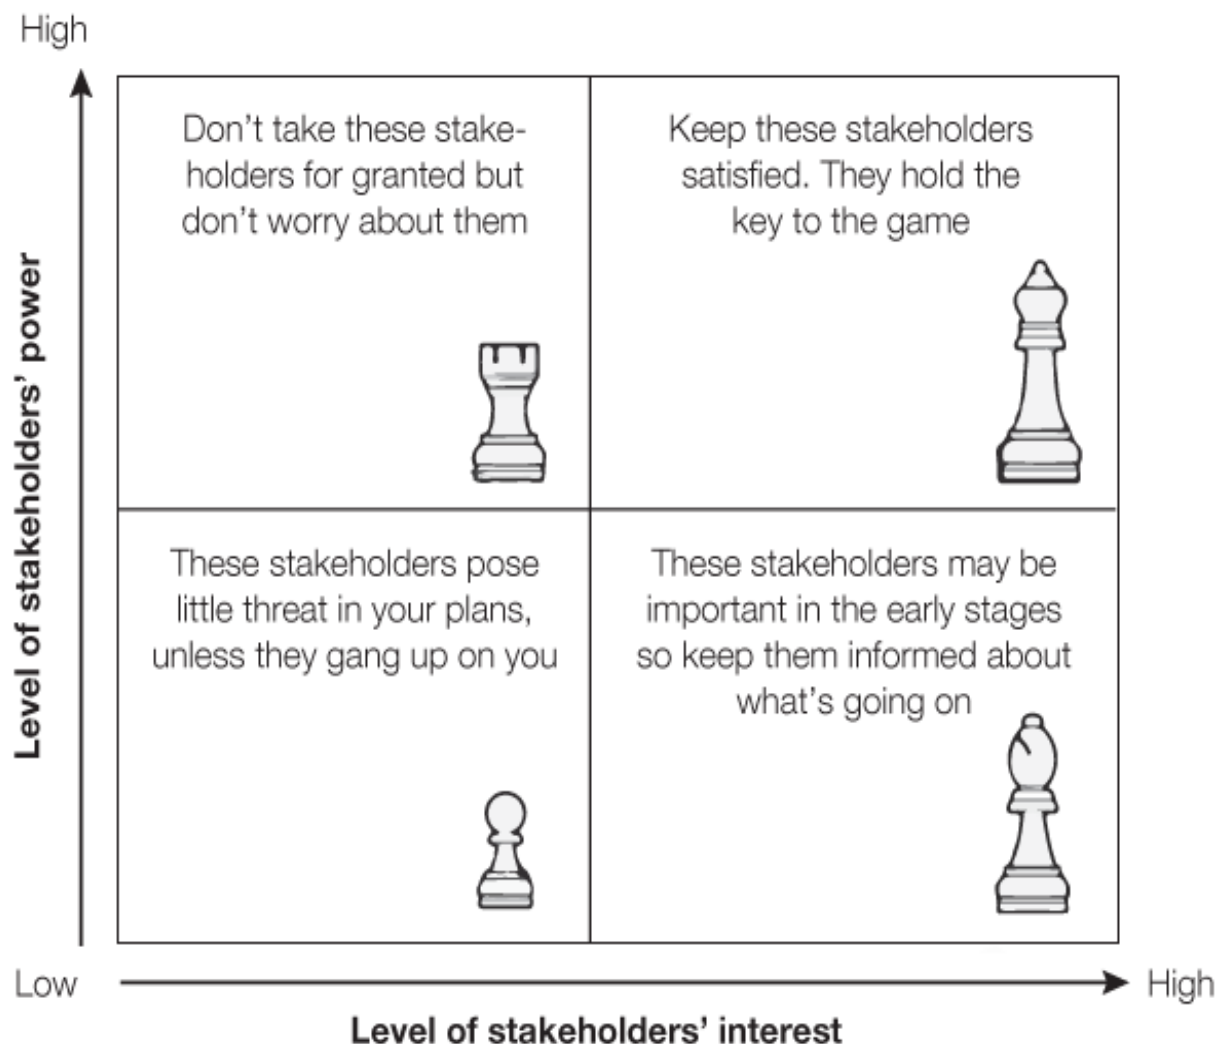 High
Don't take these stake-
holders for granted but
don't worry about them
Keep these stakeholders
satisfied. They hold the
key to the game
Level of stakeholders' power
These stakeholders pose
little threat in your plans,
unless they gang up on you
These stakeholders may be
important in the early stages
so keep them informed about
what's going on
Low
High
Level of stakeholders' interest